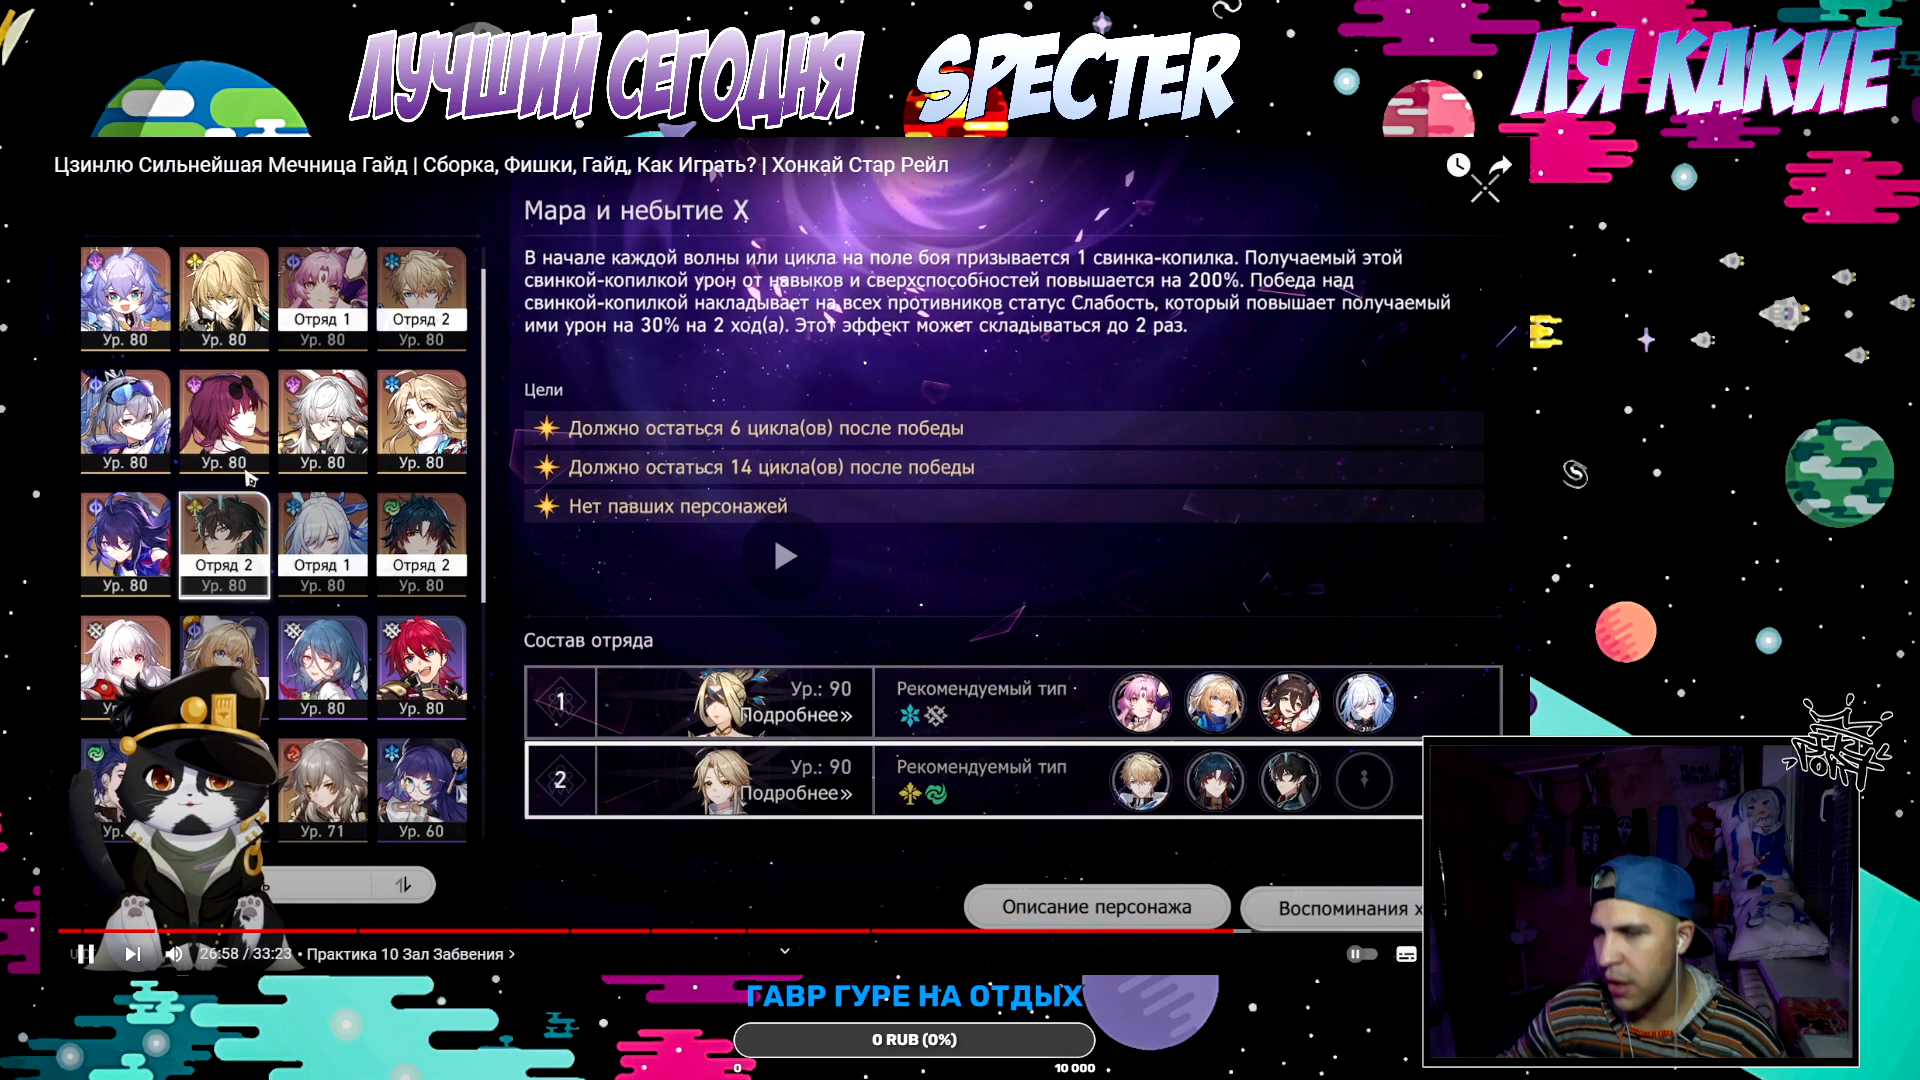 ЛУЧШИЙ СЕГОДНЯ
SPECTER
ЛЯ КАКИЕ
Цзинлю Сильнейшая Мечница Гайд | Сборка, Фишки, Гайд, Как Играть? | Хонкай Стар Рейл
Мара и небытие X
В начале каждой волны или цикла на поле боя призывается 1 свинка-копилка. Получаемый этой
свинкой-копилкой урон от навыков и сверхспособностей повышается на 200%. Победа над
свинкой-копилкой накладывает на всех противников статус Слабость, который повышает получаемый
ими урон на 30% на 2 ход(а). Этот эффект может складываться до 2 раз.
Отряд 1
Отряд 2
Ур. 80
Ур. 80
Ур. 80
Ур. 80
Цели
Должно остаться 6 цикла(ов) после победы
Ур. 80
Ур. 80
Ур. 80
Ур. 80
Должно остаться 14 цикла(ов) после победы
Нет павших персонажей
Отряд 2
Отряд 1
Отряд 2
Ур. 80
Ур. 80
Ур. 80
Ур. 80
Состав отряда
Ур. 80
Ур. 80
1
Ур.: 90
Подробнее»
Рекомендуемый тип
2
Ур.: 90
Подробнее»
Рекомендуемый тип
Ур.
Ур. 71
Ур. 60
Описание персонажа
Воспоминания х
26:58 / 33:23 • Практика 10 Зал Забвения
ГАВР ГУРЕ НА ОТДЫХ
0 RUB (0%)
0
10 000